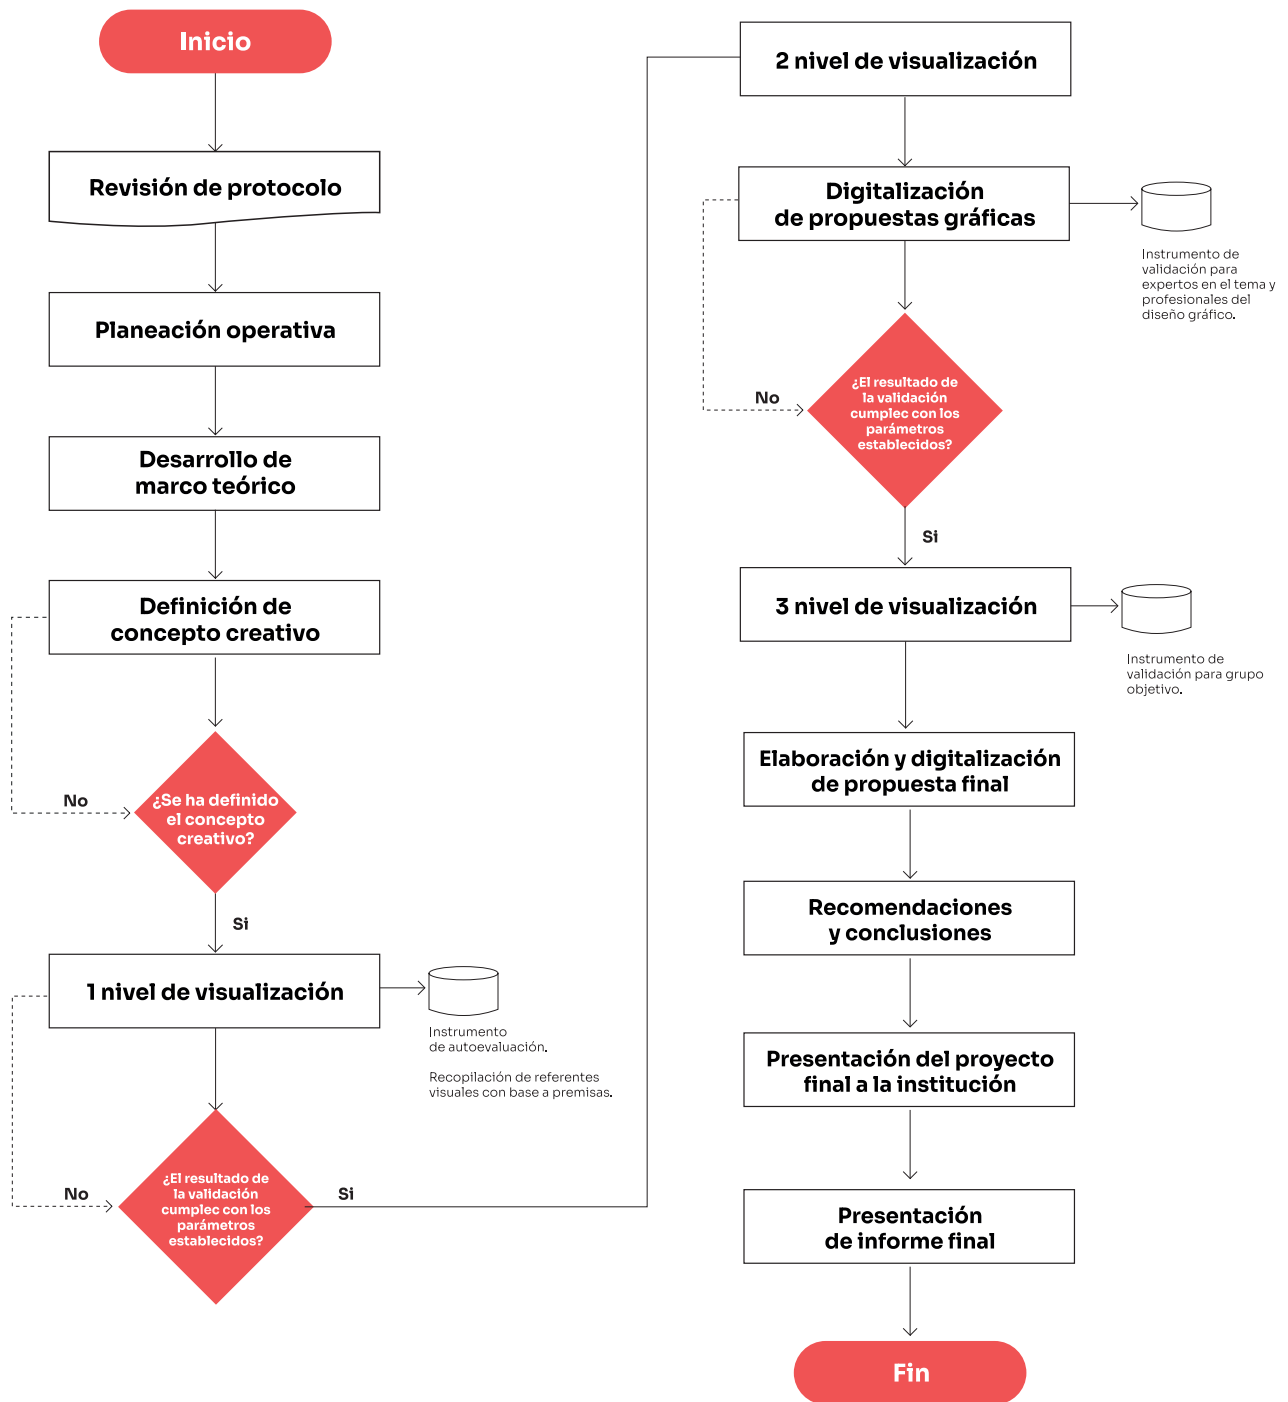 Inicio
Revisión de protocolo
Planeación operativa
Desarrollo de
marco teórico
Definición de
concepto creativo
No
¿Se ha definido
el concepto
creativo?
Si
1 nivel de visualización
Instrumento
de autoevaluación.
Recopilación de referentes
visuales con base a premisas.
No
¿El resultado de
la validación
cumplec con los
parámetros
establecidos?
Si
2 nivel de visualización
Digitalización
de propuestas gráficas
Instrumento de
validación para
expertos en el tema y
profesionales del
diseño gráfico.
No
¿El resultado de
la validación
cumplec con los
parámetros
establecidos?
Si
3 nivel de visualización
Instrumento de
validación para grupo
objetivo.
Elaboración y digitalización
de propuesta final
Recomendaciones
y conclusiones
Presentación del proyecto
final a la institución
Presentación
de informe final
Fin